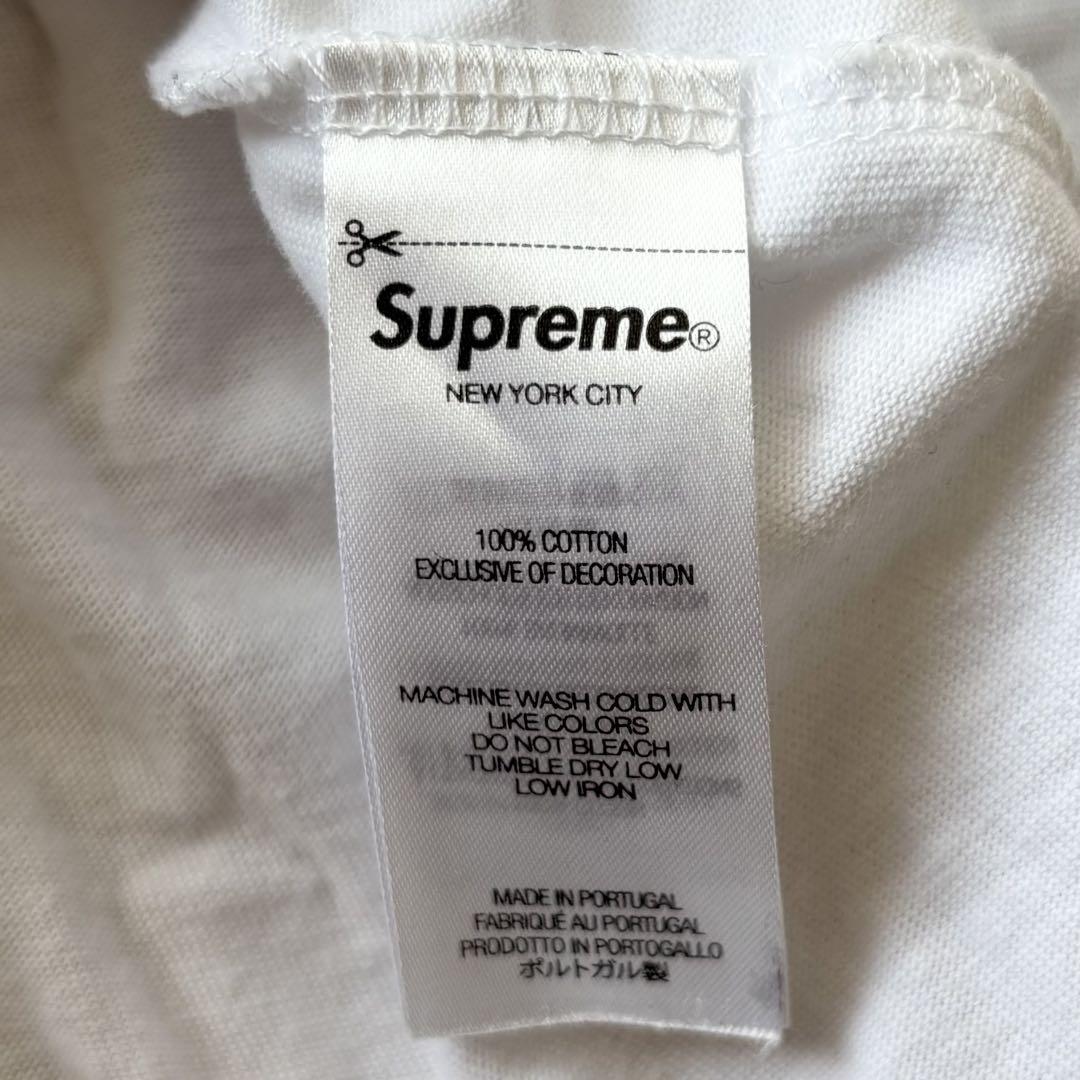 Supreme®
NEW YORK CITY
100% COTTON
EXCLUSIVE OF DECORATION
MACHINE WASH COLD WITH
LIKE COLORS
DO NOT BLEACH
TUMBLE DRY LOW
LOW IRON
MADE IN PORTUGAL
FABRIQUÉ AU PORTUGAL
PRODOTTO IN PORTOGALLO
ポルトガル製